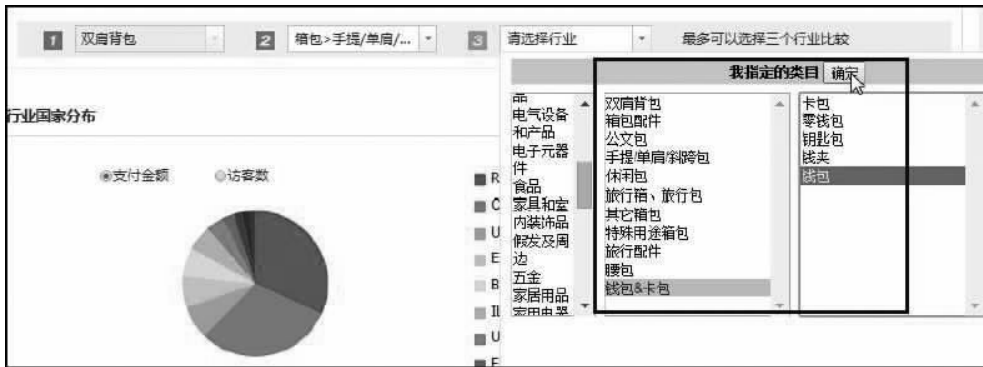 1 双肩背包 2 箱包>手提/单肩/... 3 请选择行业 最多可以选择三个行业比较
我指定的类目 确定
行业国家分布
支付金额 访客数
R
C
U
E
B
IL
U
F
品
电气设备
和产品
电子元器
件
食品
家具和室
内装饰品
假发及周
边
五金
家居用品
家用电器
双肩背包
箱包配件
公文包
手提/单肩/斜跨包
休闲包
旅行箱、旅行包
其它箱包
特殊用途箱包
旅行配件
腰包
钱包&卡包
卡包
零钱包
钥匙包
钱夹
钱包